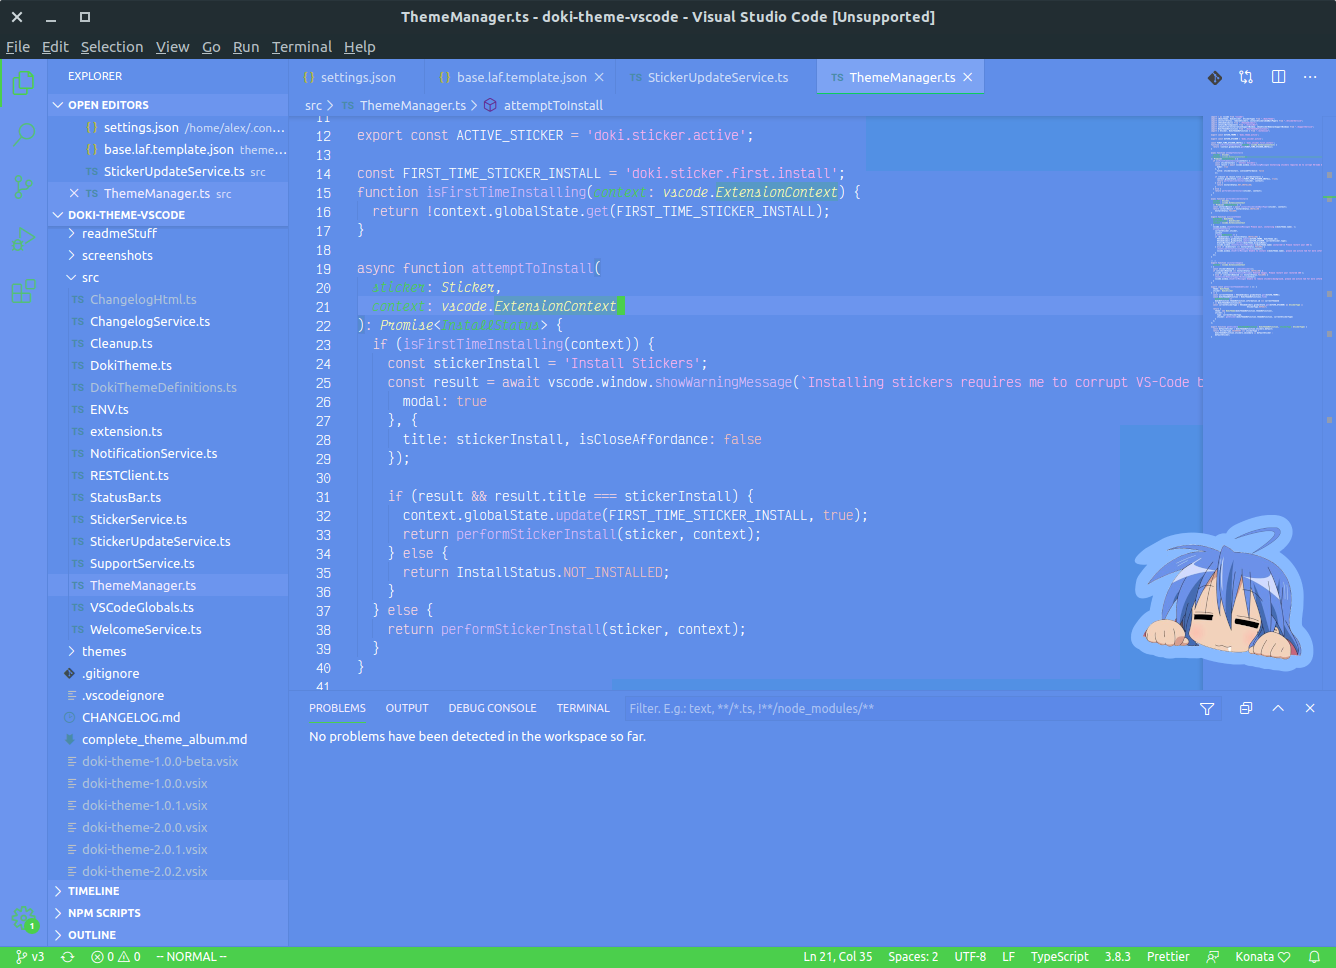 ThemeManager.ts - doki-theme-vscode - Visual Studio Code [Unsupported]
File Edit Selection View Go Run Terminal Help
EXPLORER
OPEN EDITORS
{} settings.json /home/alex/.con...
{} base.laf.template.json theme...
TS StickerUpdateService.ts src
TS ThemeManager.ts src
DOKI-THEME-VSCODE
readmeStuff
screenshots
src
TS ChangelogHtml.ts
TS ChangelogService.ts
TS Cleanup.ts
TS DokiTheme.ts
TS DokiThemeDefinitions.ts
TS ENV.ts
TS extension.ts
TS NotificationService.ts
TS RESTClient.ts
TS StatusBar.ts
TS StickerService.ts
TS StickerUpdateService.ts
TS SupportService.ts
TS ThemeManager.ts
TS VSCodeGlobals.ts
TS WelcomeService.ts
themes
.gitignore
.vscodeignore
CHANGELOG.md
complete_theme_album.md
doki-theme-1.0.0-beta.vsix
doki-theme-1.0.0.vsix
doki-theme-1.0.1.vsix
doki-theme-2.0.0.vsix
doki-theme-2.0.1.vsix
doki-theme-2.0.2.vsix
TIMELINE
NPM SCRIPTS
OUTLINE
1
{} settings.json {} base.laf.template.json TS StickerUpdateService.ts TS ThemeManager.ts
src > TS ThemeManager.ts > attemptToInstall
11
12 export const ACTIVE_STICKER = 'doki.sticker.active';
13
14 const FIRST_TIME_STICKER_INSTALL = 'doki.sticker.first.install';
15 function isFirstTimeInstalling(context: vscode.ExtensionContext) {
16 return !context.globalState.get(FIRST_TIME_STICKER_INSTALL);
17 }
18
19 async function attemptToInstall(
20 sticker: Sticker,
21 context: vscode.ExtensionContext
22 ): Promise<InstallStatus> {
23 if (isFirstTimeInstalling(context)) {
24 const stickerInstall = 'Install Stickers';
25 const result = await vscode.window.showWarningMessage(`Installing stickers requires me to corrupt VS-Code t
26 modal: true
27 }, {
28 title: stickerInstall, isCloseAffordance: false
29 });
30
31 if (result && result.title === stickerInstall) {
32 context.globalState.update(FIRST_TIME_STICKER_INSTALL, true);
33 return performStickerInstall(sticker, context);
34 } else {
35 return InstallStatus.NOT_INSTALLED;
36 }
37 } else {
38 return performStickerInstall(sticker, context);
39 }
40 }
41
PROBLEMS OUTPUT DEBUG CONSOLE TERMINAL Filter. E.g.: text, **/*.ts, !**/node_modules/**
No problems have been detected in the workspace so far.
v3 0 0 -- NORMAL -- Ln 21, Col 35 Spaces: 2 UTF-8 LF TypeScript 3.8.3 Prettier Konata ♡